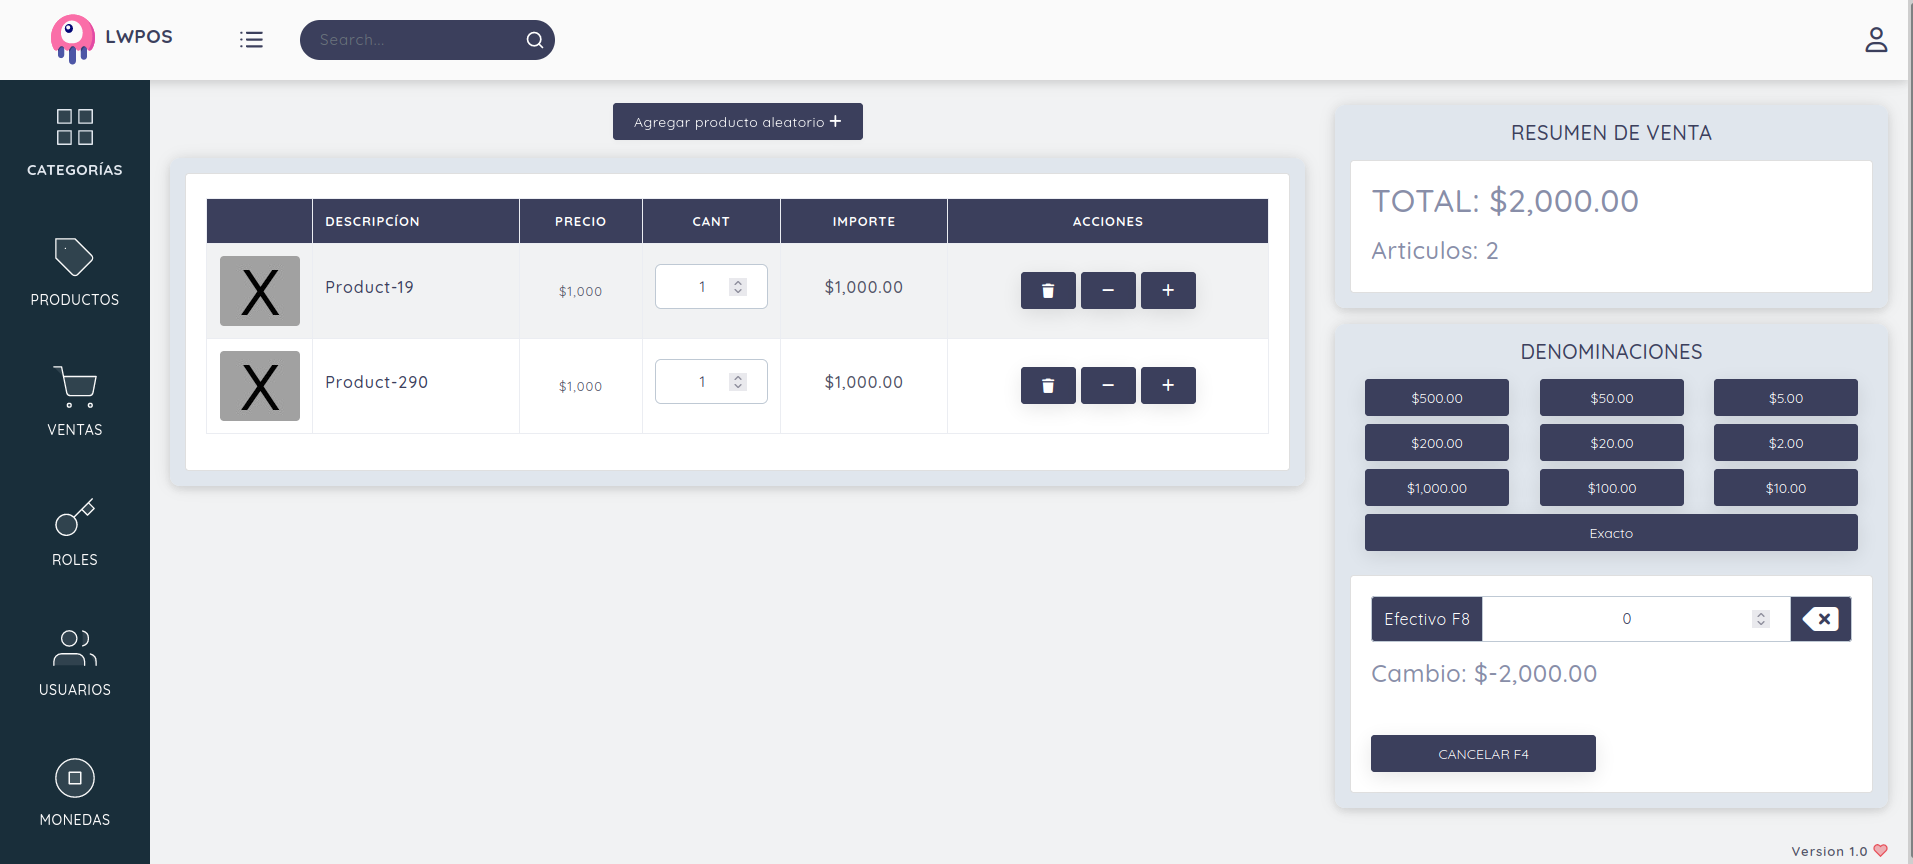 LWPOS
Search...
CATEGORÍAS
PRODUCTOS
VENTAS
ROLES
USUARIOS
MONEDAS
Agregar producto aleatorio +
DESCRIPCÍON PRECIO CANT IMPORTE ACCIONES
X Product-19 $1,000 1 $1,000.00 - +
X Product-290 $1,000 1 $1,000.00 - +
RESUMEN DE VENTA
TOTAL: $2,000.00
Articulos: 2
DENOMINACIONES
$500.00 $50.00 $5.00
$200.00 $20.00 $2.00
$1,000.00 $100.00 $10.00
Exacto
Efectivo F8 0
Cambio: $-2,000.00
CANCELAR F4
Version 1.0